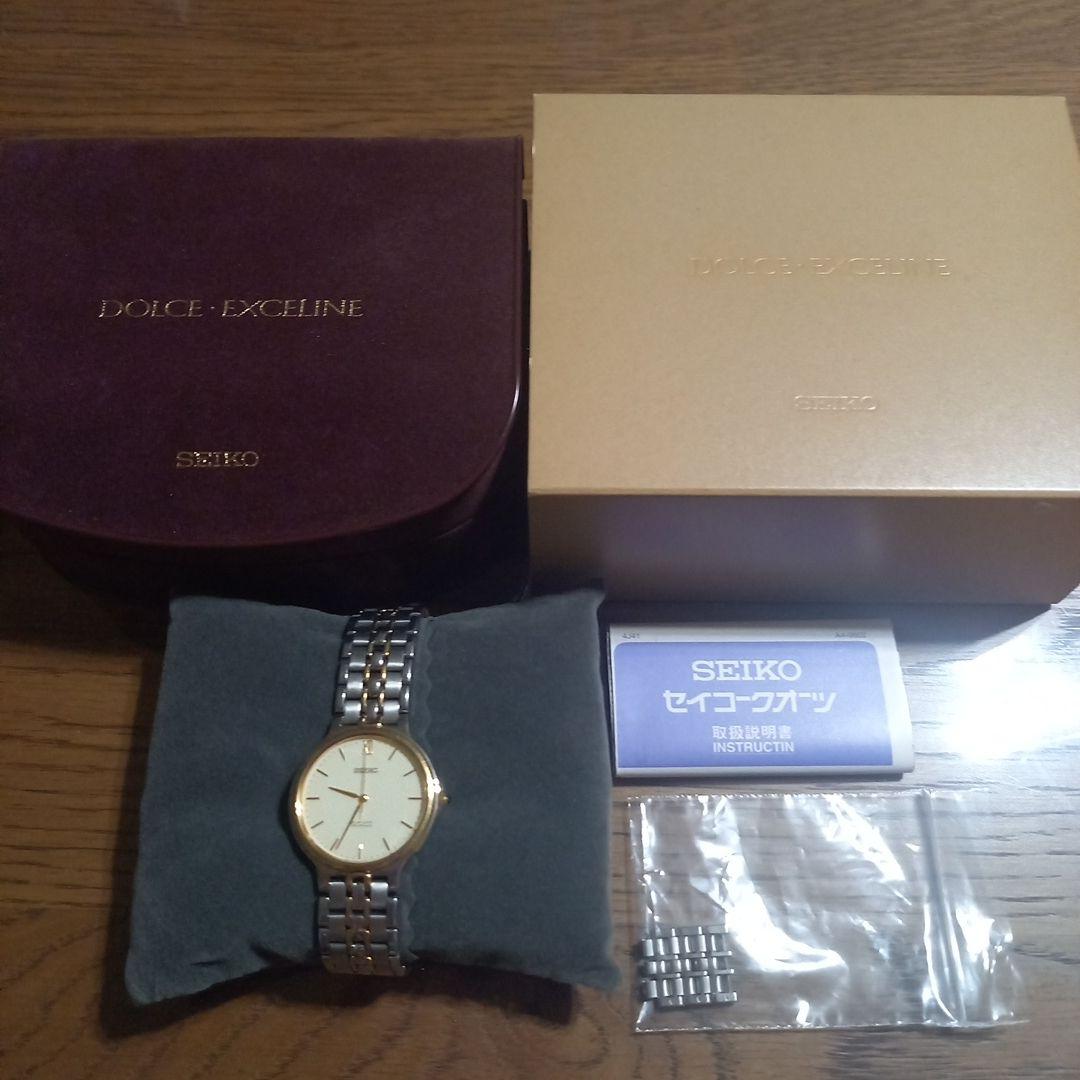 DOLCE · EXCELINE
SEIKO
DOLCE · EXCELINE
SEIKO
4J41
SEIKO
セイコークオーツ
取扱説明書
INSTRUCTIN
SEIKO